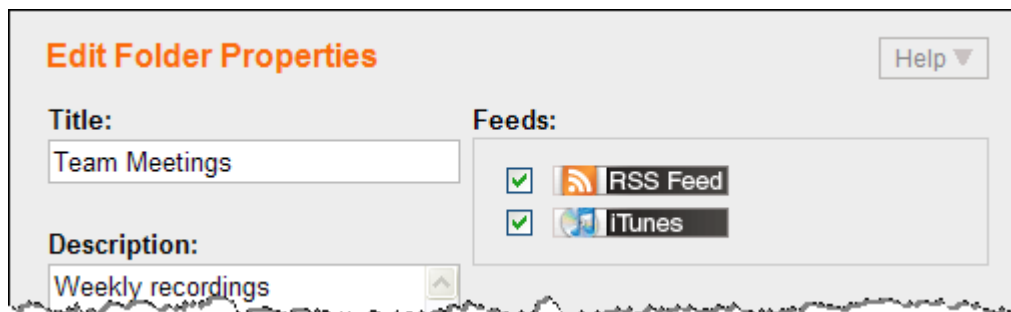 Edit Folder Properties
Help
Title:
Team Meetings
Feeds:
RSS Feed
iTunes
Description:
Weekly recordings